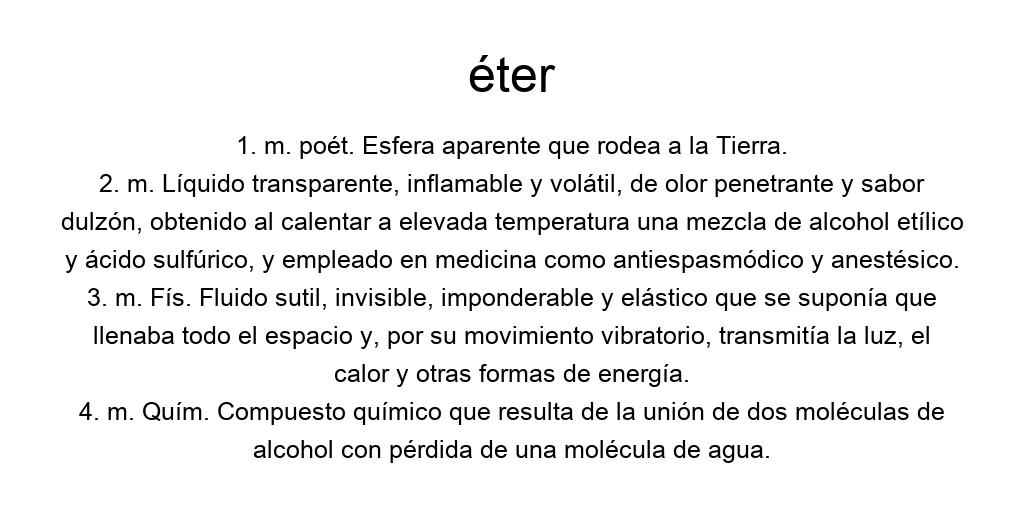 éter
1. m. poét. Esfera aparente que rodea a la Tierra.
2. m. Líquido transparente, inflamable y volátil, de olor penetrante y sabor
dulzón, obtenido al calentar a elevada temperatura una mezcla de alcohol etílico
y ácido sulfúrico, y empleado en medicina como antiespasmódico y anestésico.
3. m. Fís. Fluido sutil, invisible, imponderable y elástico que se suponía que
llenaba todo el espacio y, por su movimiento vibratorio, transmitía la luz, el
calor y otras formas de energía.
4. m. Quím. Compuesto químico que resulta de la unión de dos moléculas de
alcohol con pérdida de una molécula de agua.